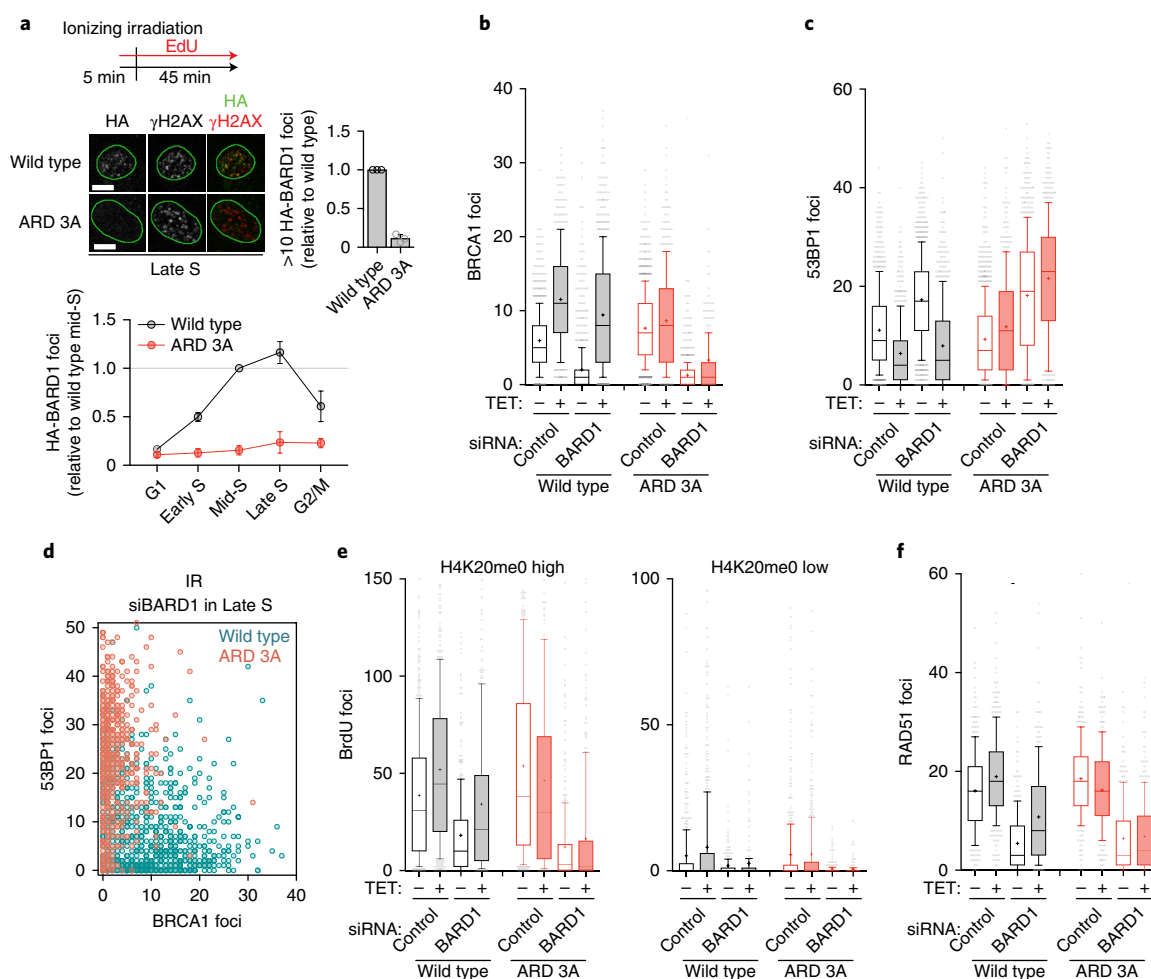 a
Ionizing irradiation
EdU
5 min
45 min
HA
γH2AX
HA
γH2AX
Wild type
ARD 3A
Late S
>10 HA-BARD1 foci
(relative to wild type)
1.5
1.0
0.5
0
Wild type
ARD 3A
HA-BARD1 foci
(relative to wild type mid-S)
1.5
1.0
0.5
0
Wild type
ARD 3A
G1
Early S
Mid-S
Late S
G2/M
b
BRCA1 foci
40
30
20
10
0
TET: – + – + – + – +
siRNA: Control BARD1 Control BARD1
Wild type
ARD 3A
c
53BP1 foci
60
40
20
0
TET: – + – + – + – +
siRNA: Control BARD1 Control BARD1
Wild type
ARD 3A
d
IR
siBARD1 in Late S
Wild type
ARD 3A
53BP1 foci
50
40
30
20
10
0
0 10 20 30 40
BRCA1 foci
e
H4K20me0 high
BrdU foci
150
100
50
0
TET: – + – + – + – +
siRNA: Control BARD1 Control BARD1
Wild type
ARD 3A
H4K20me0 low
100
50
0
– + – + – + – +
Control BARD1 Control BARD1
Wild type
ARD 3A
f
RAD51 foci
60
40
20
0
TET: – + – + – + – +
siRNA: Control BARD1 Control BARD1
Wild type
ARD 3A